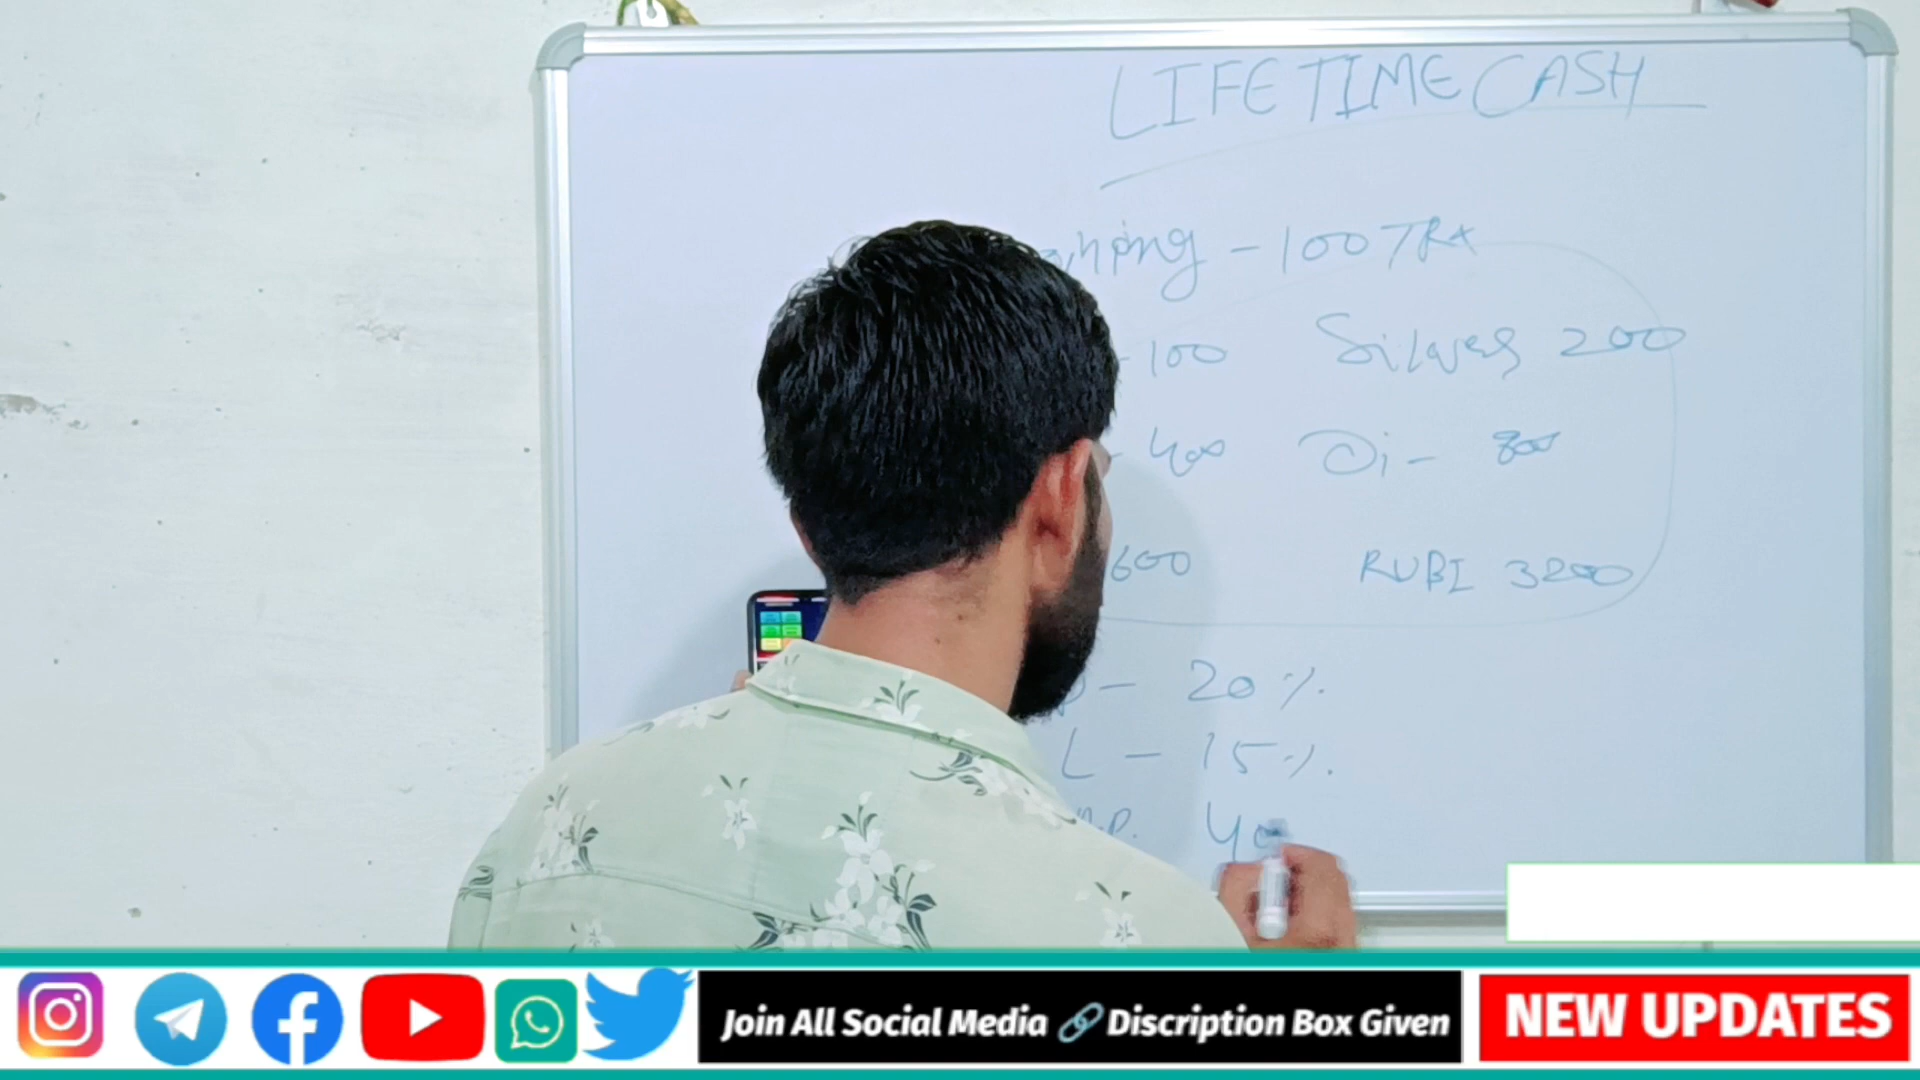 LIFE TIME CASH
- 100 TRX
- 100 Silver 200
- 400 Di - 800
600 RUBI 3200
- 20 %.
L - 15 %.
40
Join All Social Media Discription Box Given
NEW UPDATES